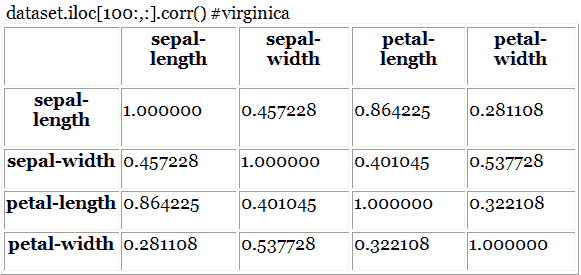 dataset.iloc[100:,:].corr() #virginica
sepal-length sepal-width petal-length petal-width
sepal-length 1.000000 0.457228 0.864225 0.281108
sepal-width 0.457228 1.000000 0.401045 0.537728
petal-length 0.864225 0.401045 1.000000 0.322108
petal-width 0.281108 0.537728 0.322108 1.000000